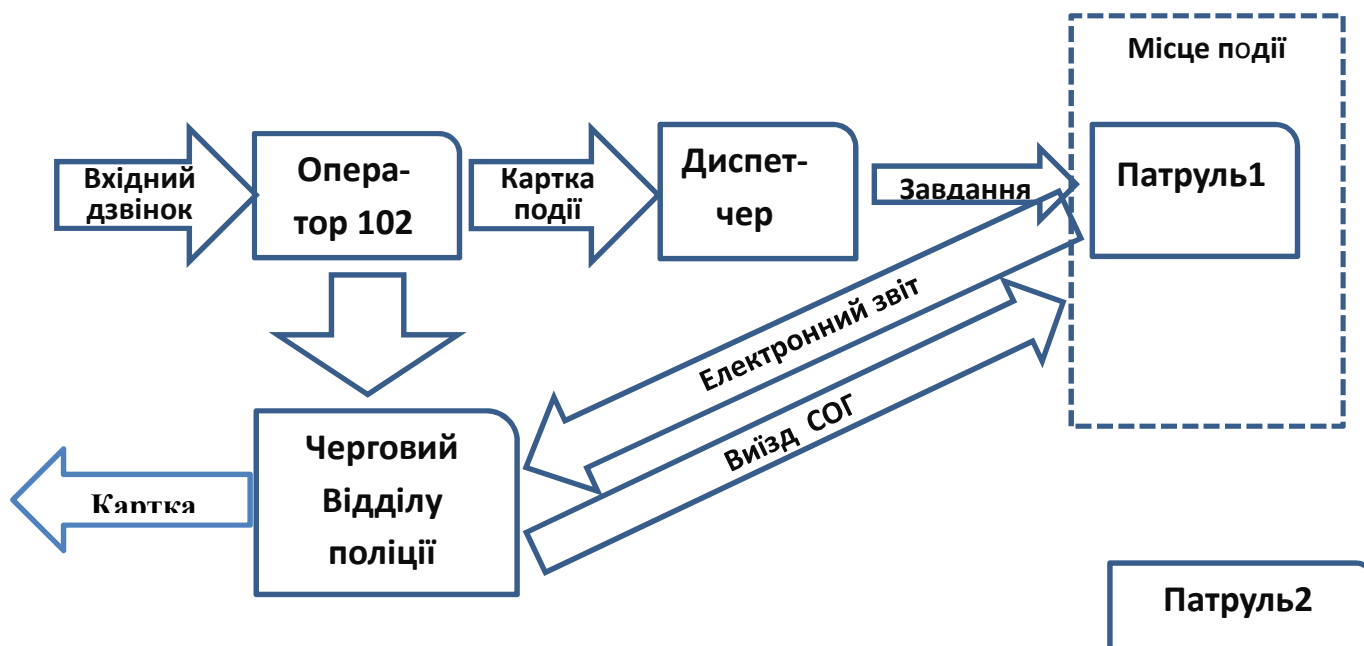 Місце події
Вхідний
дзвінок
Опера-
тор 102
Картка
події
Диспет-
чер
Завдання
Патруль1
Електронний звіт
Виїзд СОГ
Черговий
Відділу
поліції
Картка
Патруль2